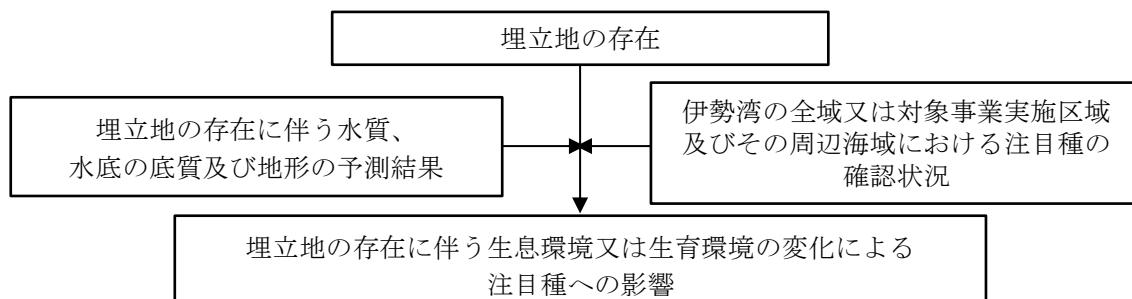 埋立地の存在
埋立地の存在に伴う水質、
水底の底質及び地形の予測結果
伊勢湾の全域又は対象事業実施区域
及びその周辺海域における注目種の
確認状況
埋立地の存在に伴う生息環境又は生育環境の変化による
注目種への影響